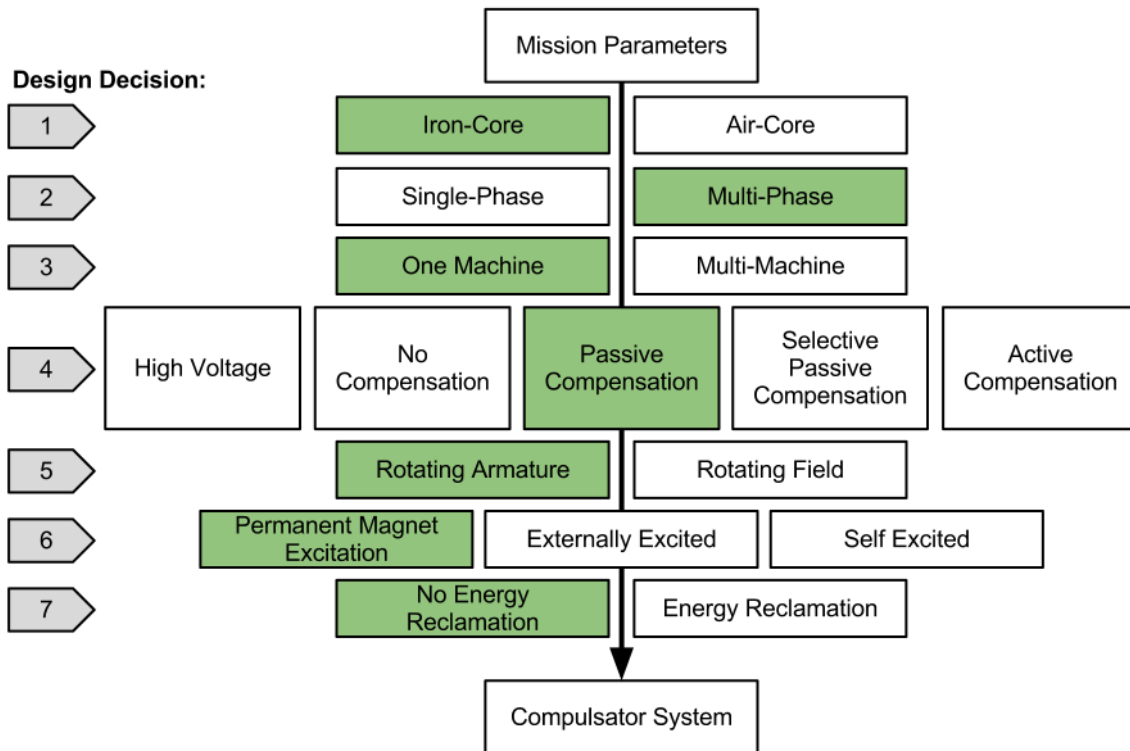 Mission Parameters
Design Decision:
1
Iron-Core
Air-Core
2
Single-Phase
Multi-Phase
3
One Machine
Multi-Machine
4
High Voltage
No
Compensation
Passive
Compensation
Selective
Passive
Compensation
Active
Compensation
5
Rotating Armature
Rotating Field
6
Permanent Magnet
Excitation
Externally Excited
Self Excited
7
No Energy
Reclamation
Energy Reclamation
Compulsator System